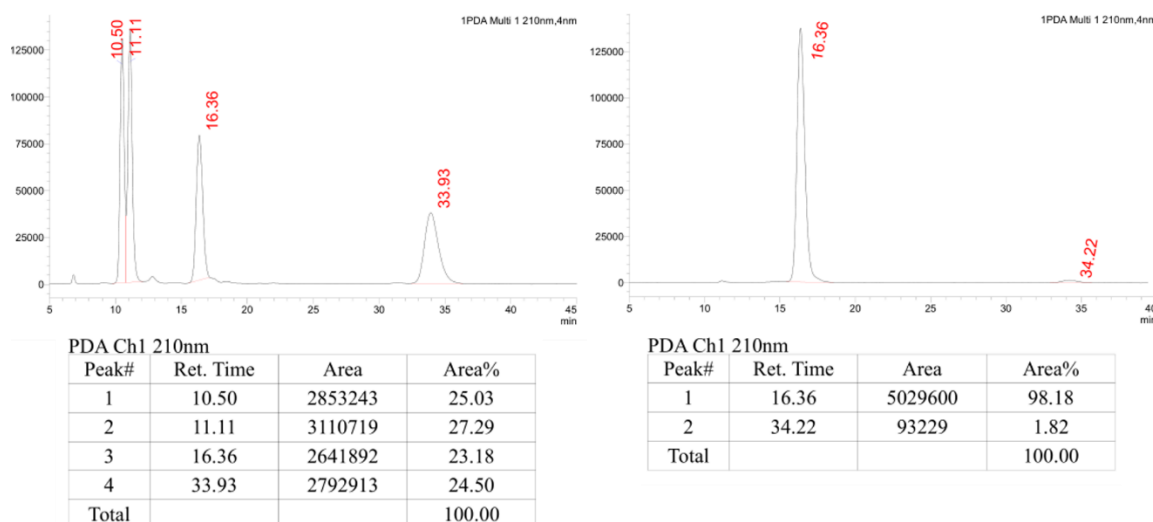 1PDA Multi 1 210nm,4nm
10.50
11.11
16.36
33.93
125000
100000
75000
50000
25000
0
5 10 15 20 25 30 35 40 45
min
PDA Ch1 210nm
Peak# Ret. Time Area Area%
1 10.50 2853243 25.03
2 11.11 3110719 27.29
3 16.36 2641892 23.18
4 33.93 2792913 24.50
Total 100.00
1PDA Multi 1 210nm,4nm
16.36
34.22
125000
100000
75000
50000
25000
0
5 10 15 20 25 30 35 40
min
PDA Ch1 210nm
Peak# Ret. Time Area Area%
1 16.36 5029600 98.18
2 34.22 93229 1.82
Total 100.00